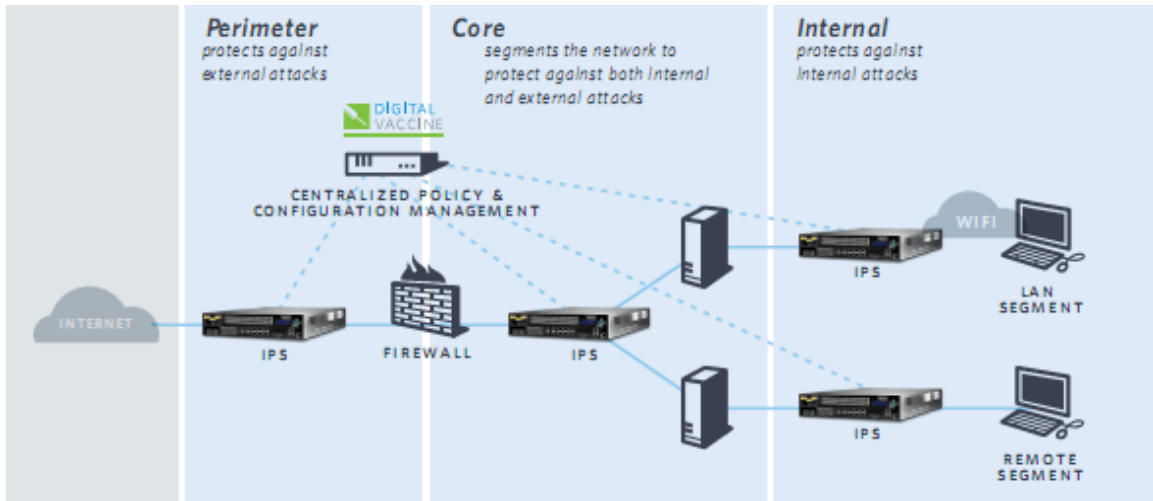 Perimeter
protects against
external attacks
Core
segments the network to
protect against both internal
and external attacks
Internal
protects against
internal attacks
DIGITAL
VACCINE
CENTRALIZED POLICY &
CONFIGURATION MANAGEMENT
WIFI
IPS
LAN
SEGMENT
INTERNET
IPS
FIREWALL
IPS
IPS
REMOTE
SEGMENT